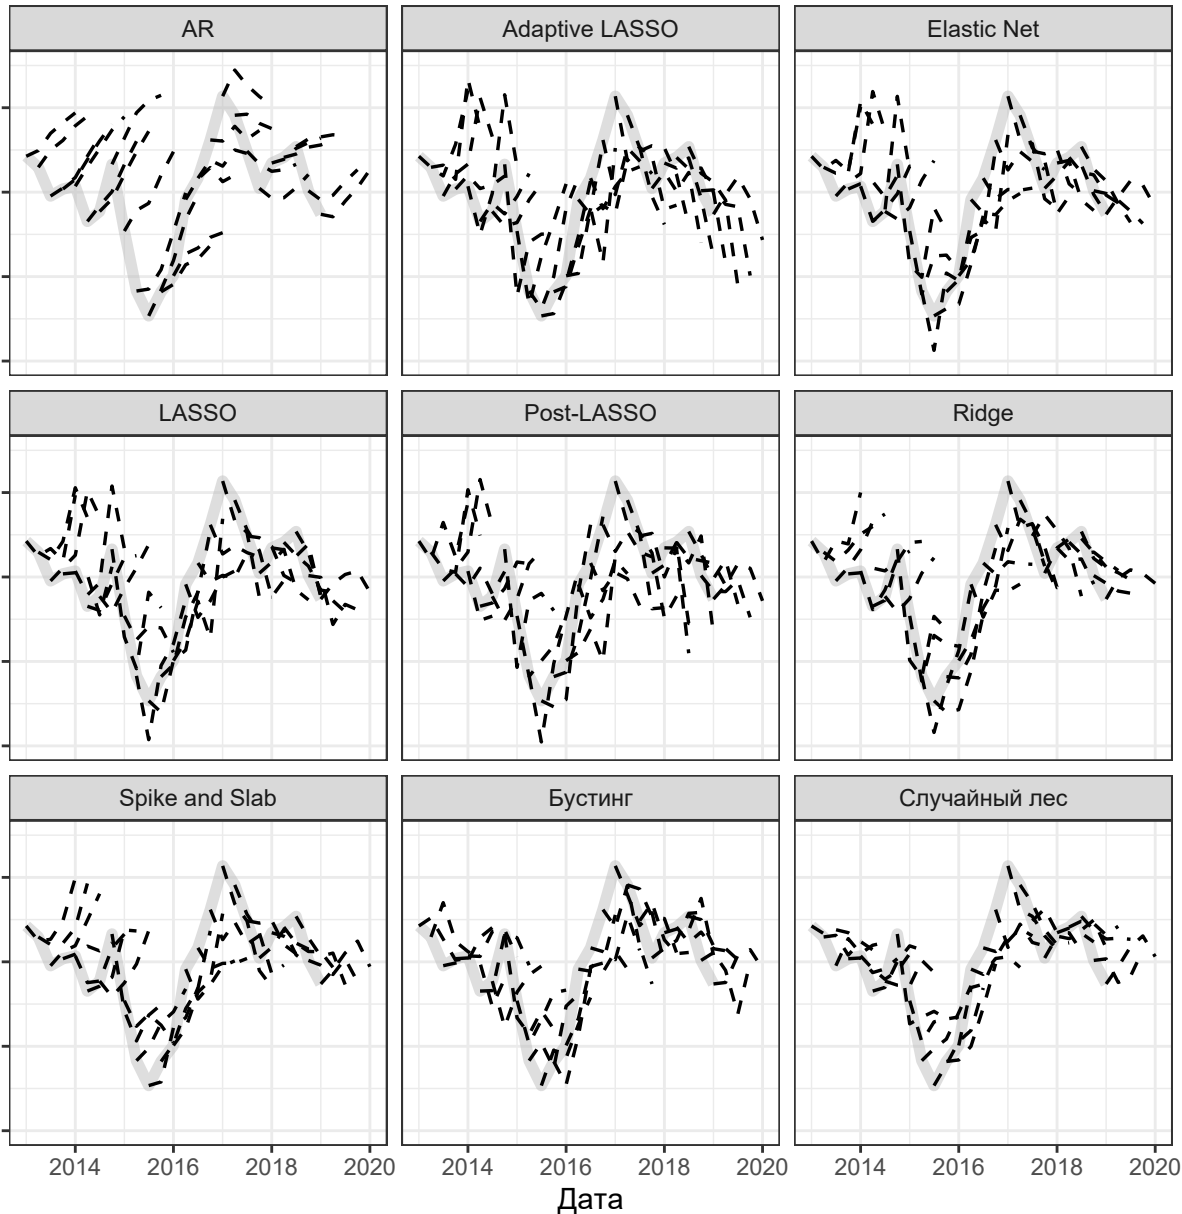 AR
Adaptive LASSO
Elastic Net
LASSO
Post-LASSO
Ridge
Spike and Slab
Бустинг
Случайный лес
2014 2016 2018 2020
2014 2016 2018 2020
2014 2016 2018 2020
Дата